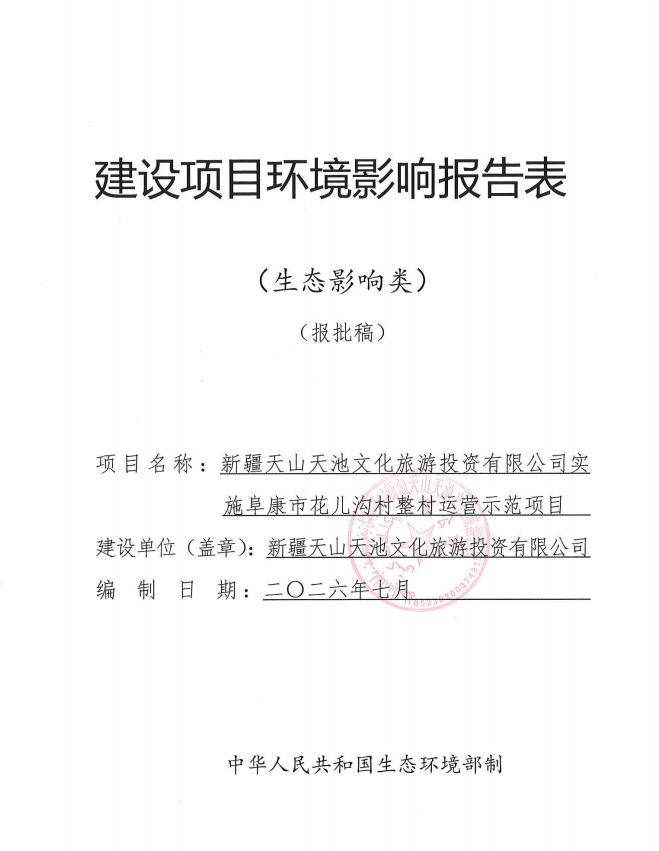 建设项目环境影响报告表
（生态影响类）
（报批稿）
项目名称：新疆天山天池文化旅游投资有限公司实
施阜康市花儿沟村整村运营示范项目
建设单位（盖章）：新疆天山天池文化旅游投资有限公司
编制日期：二〇二六年七月
中华人民共和国生态环境部制